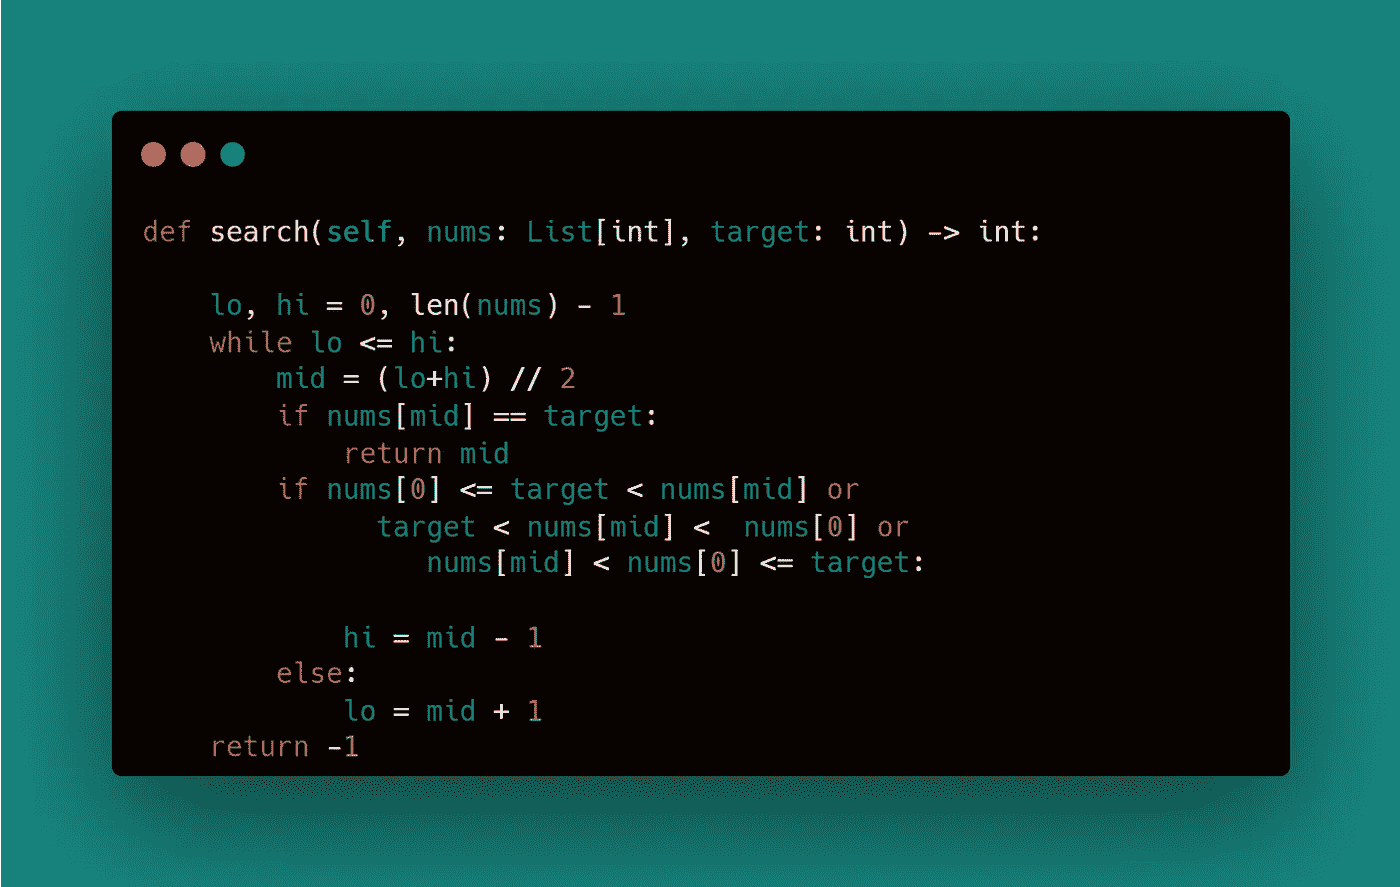 def search(self, nums: List[int], target: int) -> int:
    lo, hi = 0, len(nums) - 1
    while lo <= hi:
        mid = (lo+hi) // 2
        if nums[mid] == target:
            return mid
        if nums[0] <= target < nums[mid] or
              target < nums[mid] <  nums[0] or
                 nums[mid] < nums[0] <= target:
            hi = mid - 1
        else:
            lo = mid + 1
    return -1